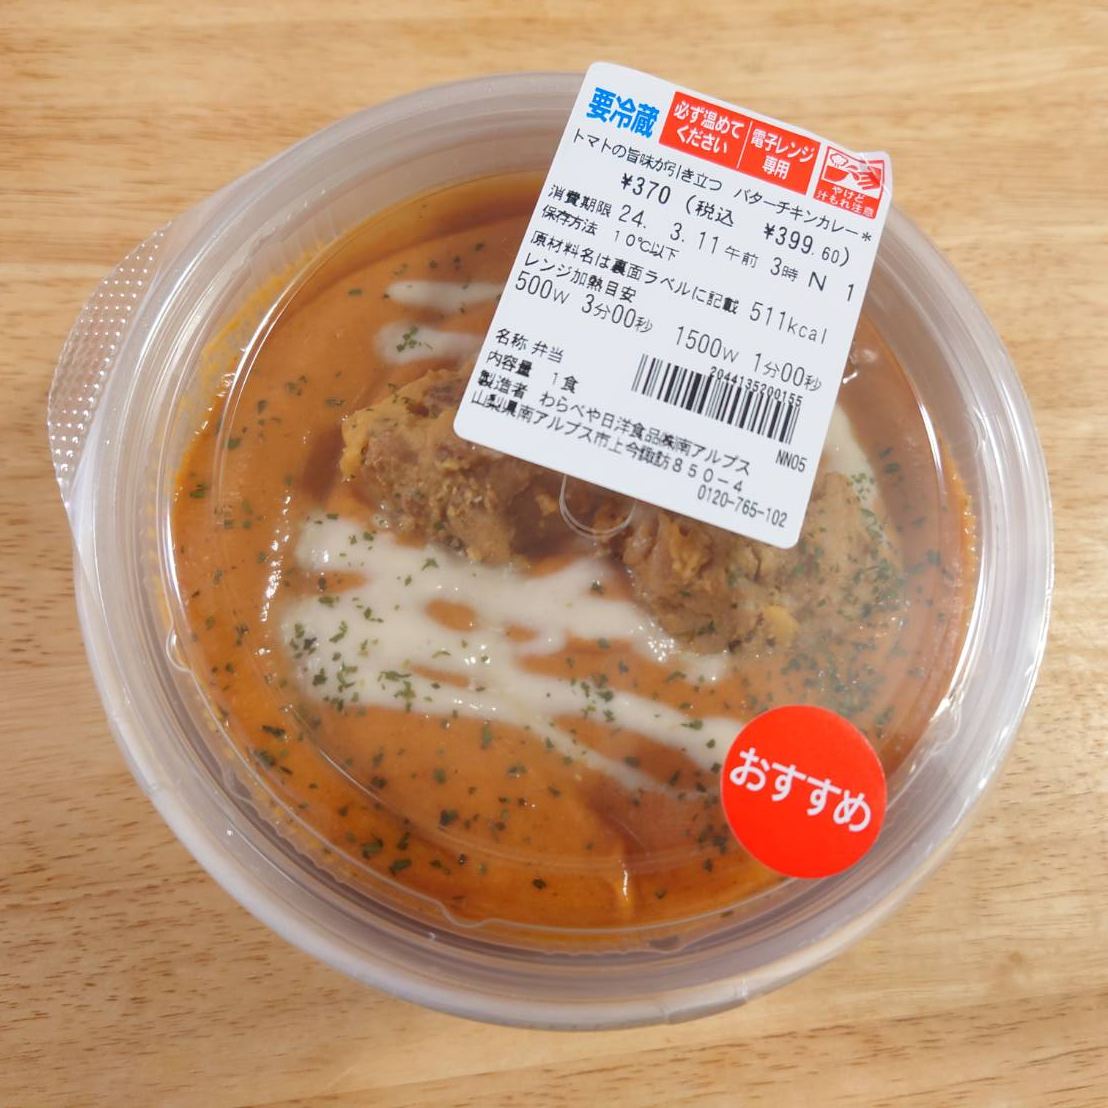 要冷蔵
必ず温めて
ください
電子レンジ
専用
やけど
汁もれ注意
トマトの旨味が引き立つ バターチキンカレー*
¥370 (税込 ¥399.60)
消費期限 24. 3.11午前 3時 N 1
保存方法 10℃以下
原材料名は裏面ラベルに記載 511kcal
レンジ加熱目安
500W 3分00秒 1500W 1分00秒
2044135200155
名称 弁当
内容量 1食
製造者 わらべや日洋食品㈱南アルプス NN05
山梨県南アルプス市上今諏訪850-4
0120-765-102
おすすめ